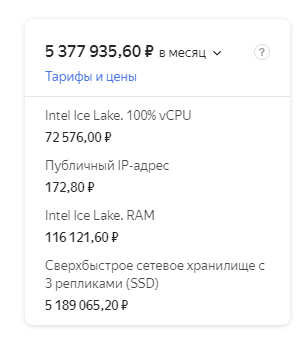 5 377 935,60 ₽ в месяц
?
Тарифы и цены
Intel Ice Lake. 100% vCPU
72 576,00 ₽
Публичный IP-адрес
172,80 ₽
Intel Ice Lake. RAM
116 121,60 ₽
Сверхбыстрое сетевое хранилище с
3 репликами (SSD)
5 189 065,20 ₽